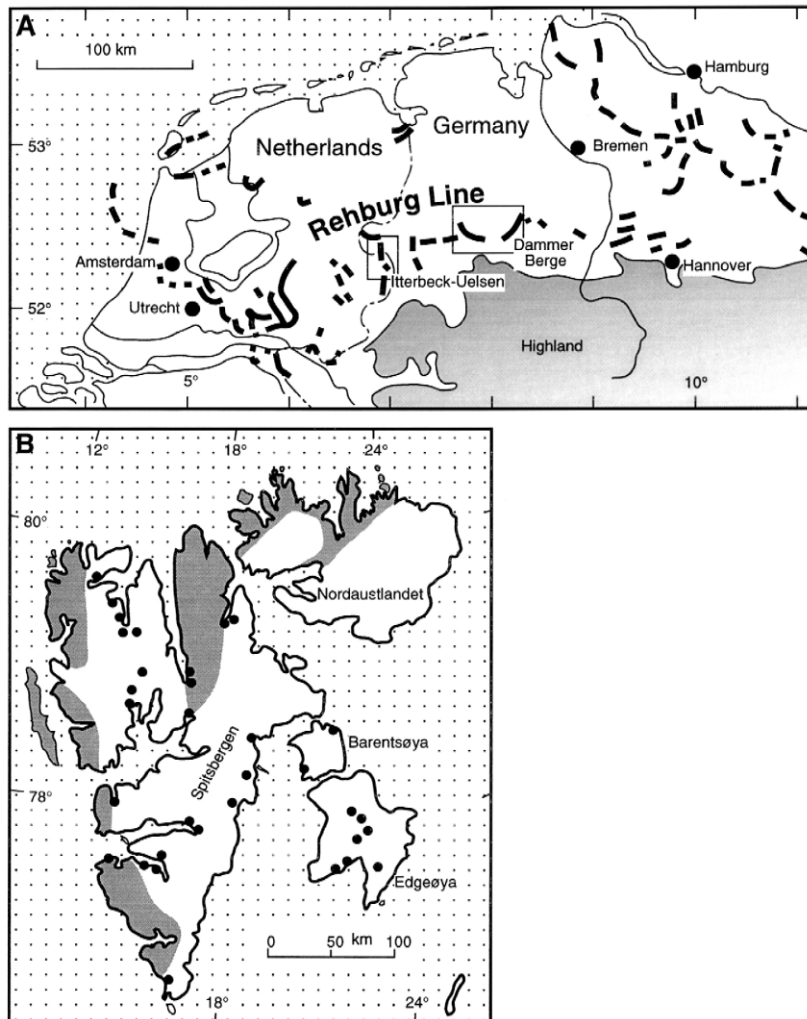 A
100 km
Hamburg
53
Netherlands
Germany
Bremen
Rehburg Line
Amsterdam
Dammer
Berge
Hannover
Itterbeck-Uelsen
Utrecht
52°
Highland
5°
10°
B
12°
18°
24°
80°
Nordaustlandet
Spitsbergen
Barentsøya
78°
Edgeøya
0 50 km 100
18°
24°